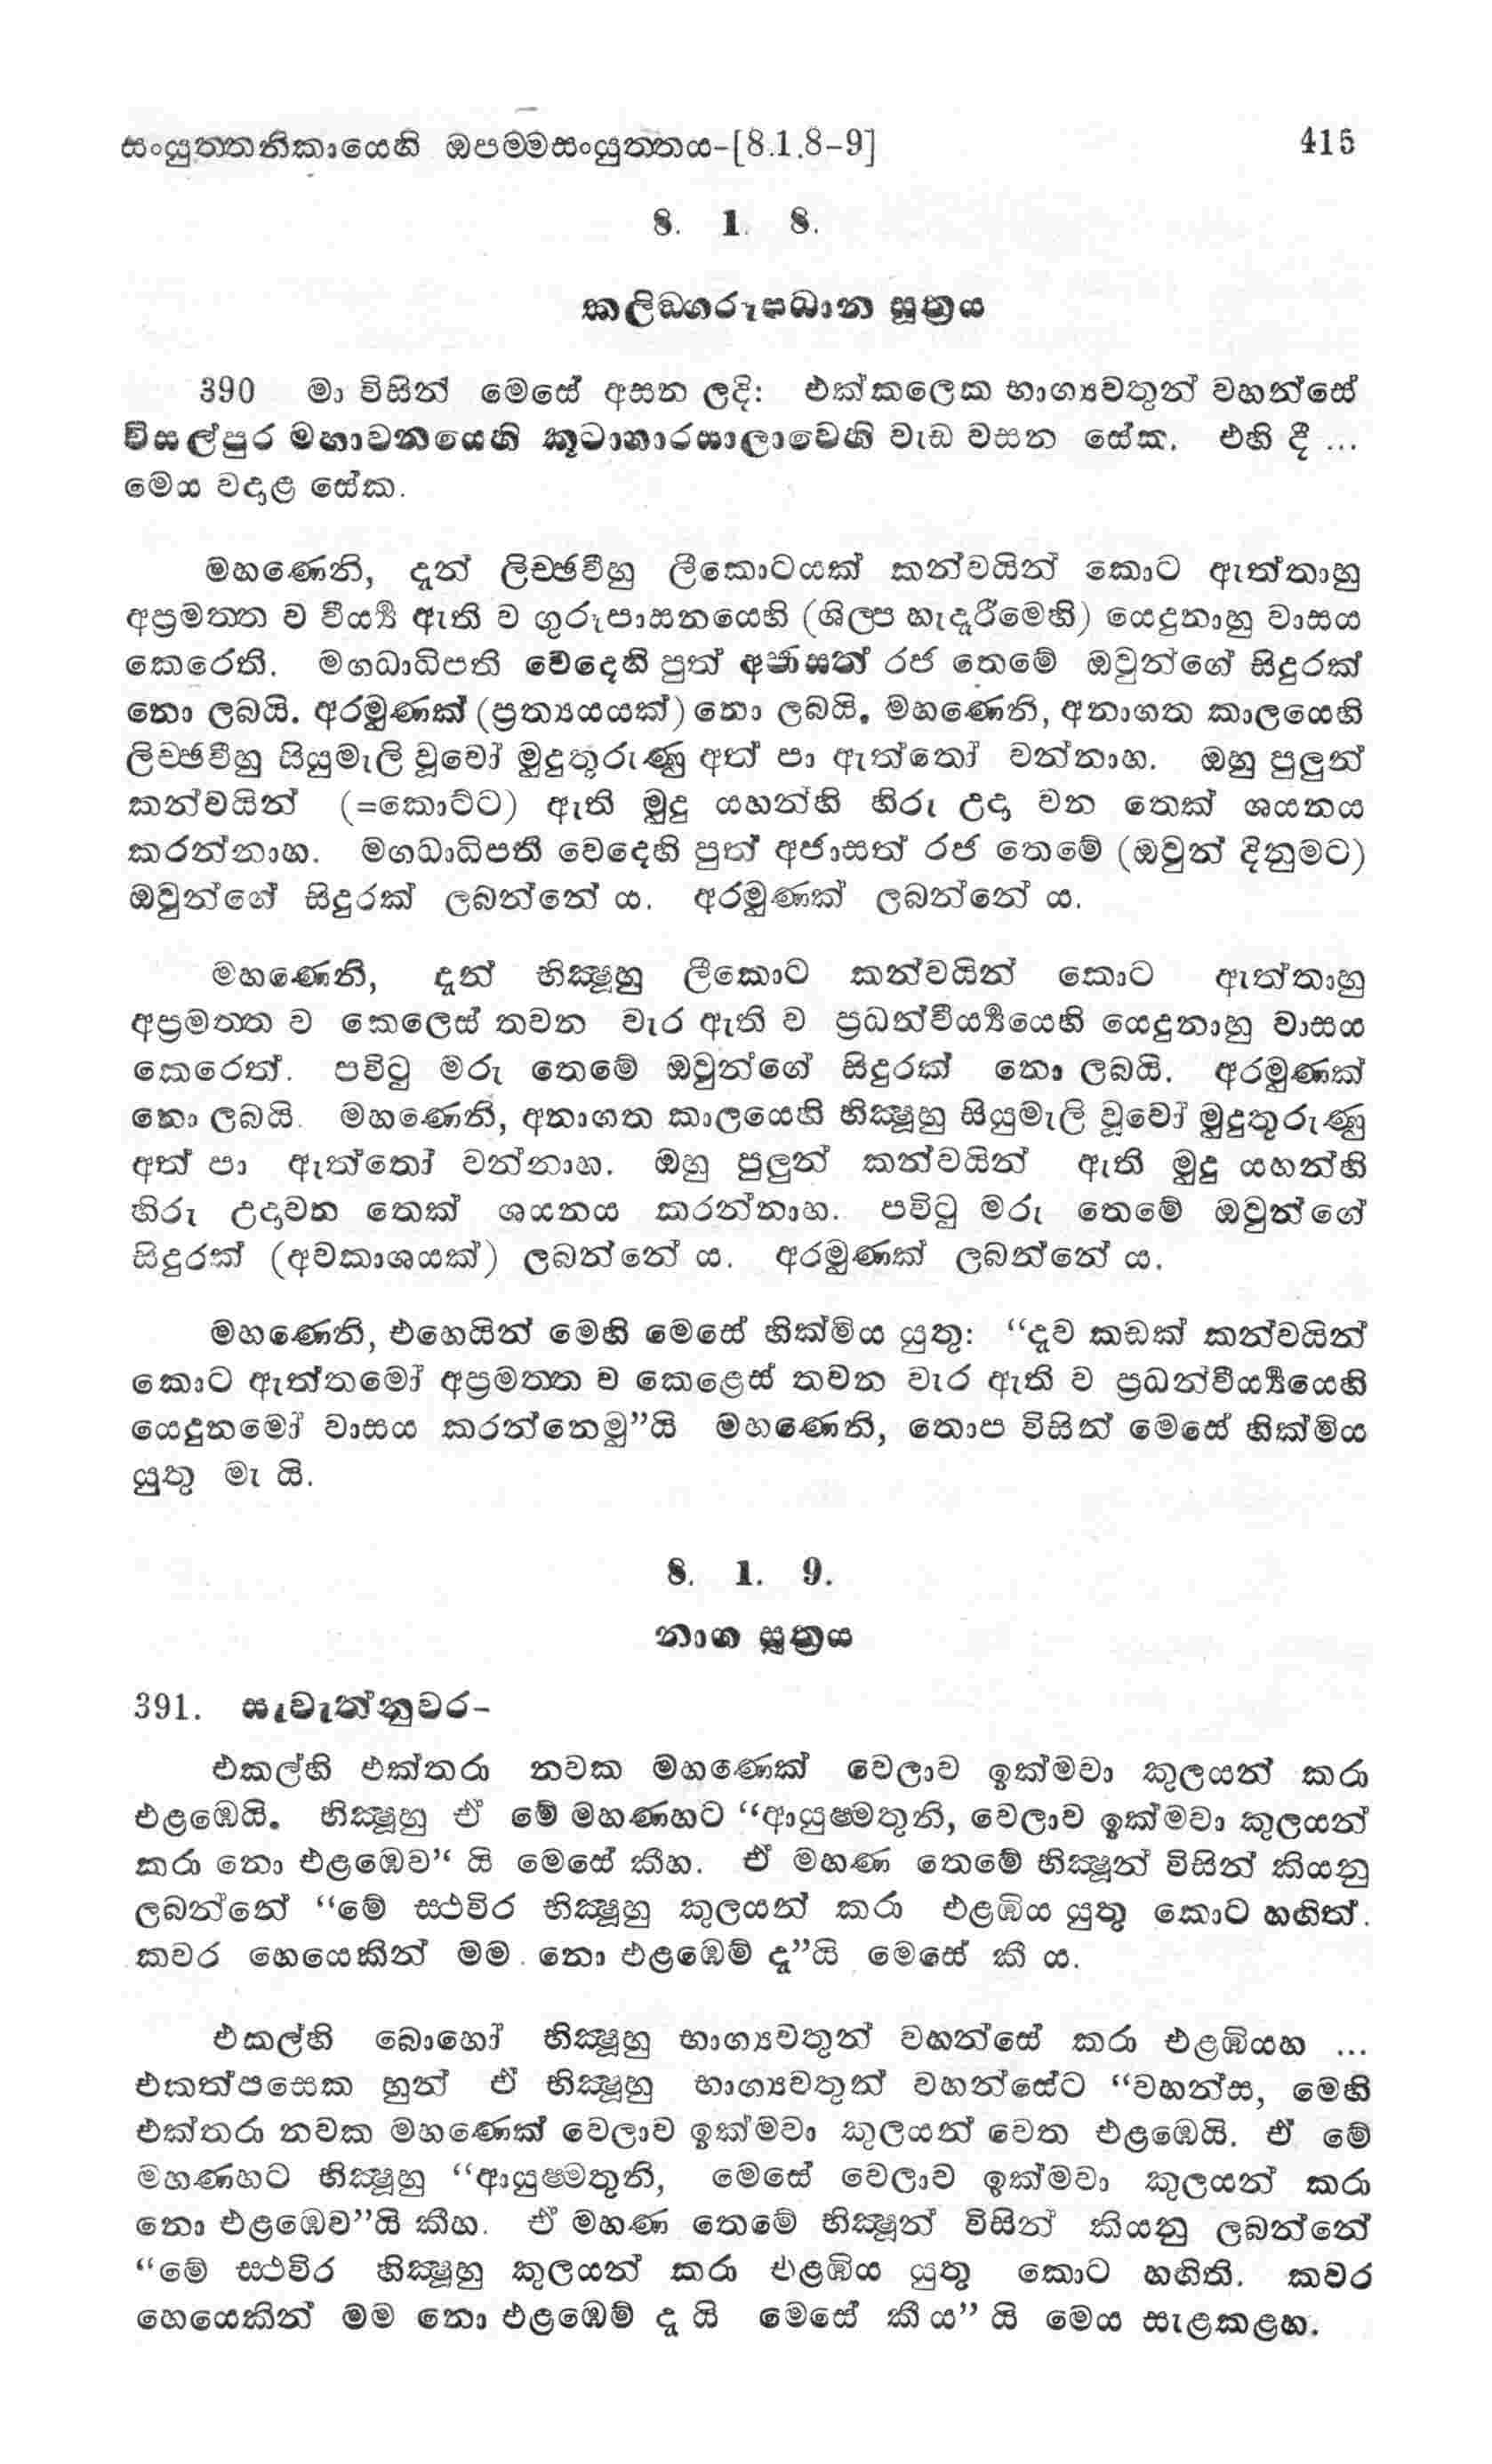 සංයුත්තනිකායෙහි ඔපම්මසංයුත්තය-[8.1.8-9] 415
8. 1. 8.
කලිඞ්ගරූපධාන සූත්‍රය
390 මා විසින් මෙසේ අසන ලදි: එක්කලෙක භාග්‍යවතුන් වහන්සේ
විසල්පුර මහාවනයෙහි කූටාගාරසාලාවෙහි වැඩ වසන සේක. එහි දී ...
මෙය වදාළ සේක.
මහණෙනි, දැන් ලිච්ඡවීහු ලීකොටයක් කන්වයින් කොට ඇත්තාහු
අප්‍රමත්ත ව වීර්‍ය්‍ය ඇති ව ගුරුපාසනයෙහි (ශිල්ප හැදෑරීමෙහි) යෙදුනාහු වාසය
කෙරෙති. මගධාධිපති වෙදෙහි පුත් අජාසත් රජ තෙමේ ඔවුන්ගේ සිදුරක්
නො ලබයි. අරමුණක් (ප්‍රත්‍යයයක්) නො ලබයි. මහණෙනි, අනාගත කාලයෙහි
ලිච්ඡවීහු සියුමැලි වූවෝ මුදුතුරුණු අත් පා ඇත්තෝ වන්නාහ. ඔහු පුලුන්
කන්වයින් (=කොට්ට) ඇති මුදු යහන්හි හිරු උදා වන තෙක් ශයනය
කරන්නාහ. මගධාධිපති වෙදෙහි පුත් අජාසත් රජ තෙමේ (ඔවුන් දිනුමට)
ඔවුන්ගේ සිදුරක් ලබන්නේ ය. අරමුණක් ලබන්නේ ය.
මහණෙනි, දැන් භික්‍ෂූහු ලීකොට කන්වයින් කොට ඇත්තාහු
අප්‍රමත්ත ව කෙලෙස් තවන වැර ඇති ව ප්‍රධන්වීර්‍ය්‍යයෙහි යෙදුනාහු වාසය
කෙරෙත්. පවිටු මරු තෙමේ ඔවුන්ගේ සිදුරක් නො ලබයි. අරමුණක්
නො ලබයි. මහණෙනි, අනාගත කාලයෙහි භික්‍ෂූහු සියුමැලි වූවෝ මුදුතුරුණු
අත් පා ඇත්තෝ වන්නාහ. ඔහු පුලුන් කන්වයින් ඇති මුදු යහන්හි
හිරු උදාවන තෙක් ශයනය කරන්නාහ. පවිටු මරු තෙමේ ඔවුන්ගේ
සිදුරක් (අවකාශයක්) ලබන්නේ ය. අරමුණක් ලබන්නේ ය.
මහණෙනි, එහෙයින් මෙහි මෙසේ හික්මිය යුතු: “දැව කඩක් කන්වයින්
කොට ඇත්තමෝ අප්‍රමත්ත ව කෙළෙස් තවන වැර ඇති ව ප්‍රධන්වීර්‍ය්‍යයෙහි
යෙදුනමෝ වාසය කරන්නෙමු”යි මහණෙනි, තොප විසින් මෙසේ හික්මිය
යුතු මැ යි.
8. 1. 9.
නාග සූත්‍රය
391. සැවැත්නුවර-
එකල්හි එක්තරා නවක මහණෙක් වෙලාව ඉක්මවා කුලයන් කරා
එළඹෙයි. භික්‍ෂූහු ඒ මේ මහණහට “ආයුෂ්මතුනි, වෙලාව ඉක්මවා කුලයන්
කරා නො එළඹෙව” යි මෙසේ කීහ. ඒ මහණ තෙමේ භික්‍ෂූන් විසින් කියනු
ලබන්නේ “මේ ස්ථවිර භික්‍ෂූහු කුලයන් කරා එළඹිය යුතු කොට හඟිත්.
කවර හෙයෙකින් මම නො එළඹෙම් දැ”යි මෙසේ කී ය.
එකල්හි බොහෝ භික්‍ෂූහු භාග්‍යවතුන් වහන්සේ කරා එළඹියහ ...
එකත්පසෙක හුන් ඒ භික්‍ෂූහු භාග්‍යවතුන් වහන්සේට “වහන්ස, මෙහි
එක්තරා නවක මහණෙක් වෙලාව ඉක්මවා කුලයන් වෙත එළඹෙයි. ඒ මේ
මහණහට භික්‍ෂූහු “ආයුෂ්මතුනි, මෙසේ වෙලාව ඉක්මවා කුලයන් කරා
නො එළඹෙව”යි කීහ. ඒ මහණ තෙමේ භික්‍ෂූන් විසින් කියනු ලබන්නේ
“මේ ස්ථවිර භික්‍ෂූහු කුලයන් කරා එළඹිය යුතු කොට හඟිති. කවර
හෙයෙකින් මම නො එළඹෙම් දැ යි මෙසේ කී ය” යි මෙය සැළකළහ.